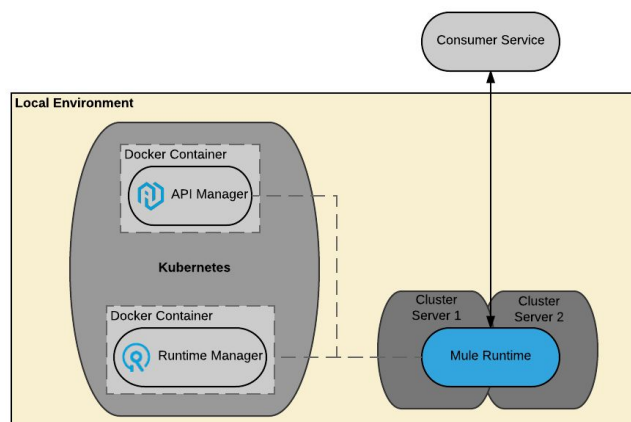 Consumer Service
Local Environment
Docker Container
API Manager
Kubernetes
Docker Container
Runtime Manager
Cluster
Server 1
Cluster
Server 2
Mule Runtime